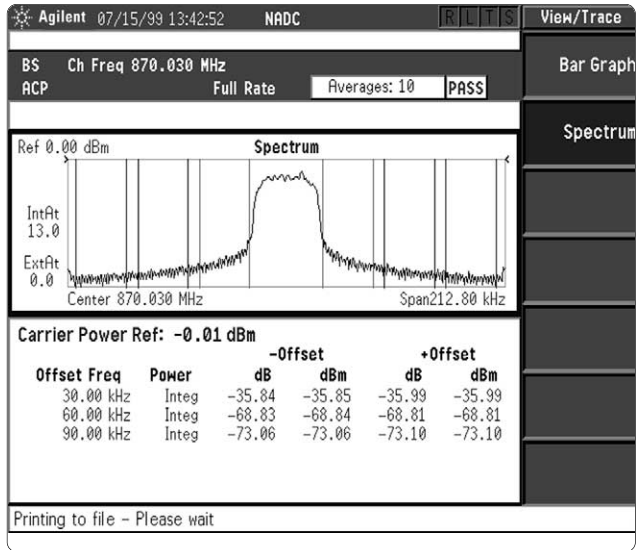 Agilent 07/15/99 13:42:52 NADC R L T S View/Trace
BS Ch Freq 870.030 MHz
ACP Full Rate Averages: 10 PASS
Bar Graph
Spectrum
Ref 0.00 dBm Spectrum
IntAt
13.0
ExtAt
0.0
Center 870.030 MHz Span212.80 kHz
Carrier Power Ref: -0.01 dBm
-Offset +Offset
Offset Freq Power dB dBm dB dBm
30.00 kHz Integ -35.84 -35.85 -35.99 -35.99
60.00 kHz Integ -68.83 -68.84 -68.81 -68.81
90.00 kHz Integ -73.06 -73.06 -73.10 -73.10
Printing to file - Please wait